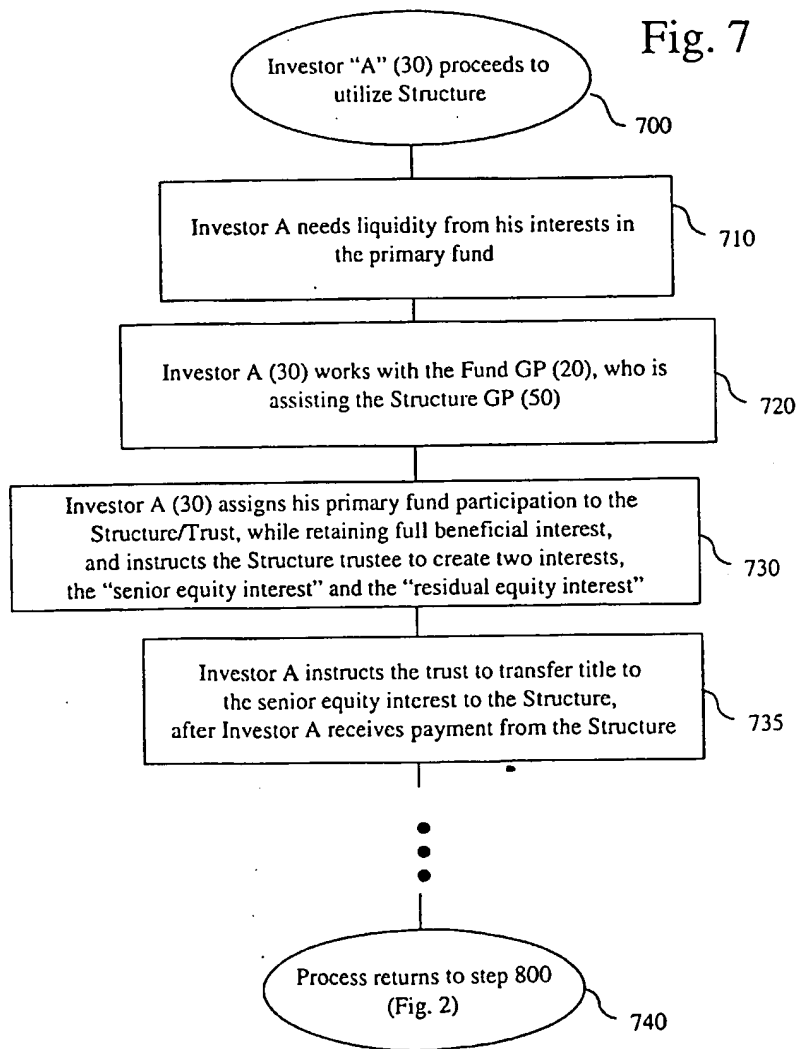 Fig. 7
Investor “A” (30) proceeds to
utilize Structure
700
Investor A needs liquidity from his interests in
the primary fund
710
Investor A (30) works with the Fund GP (20), who is
assisting the Structure GP (50)
720
Investor A (30) assigns his primary fund participation to the
Structure/Trust, while retaining full beneficial interest,
and instructs the Structure trustee to create two interests,
the “senior equity interest” and the “residual equity interest”
730
Investor A instructs the trust to transfer title to
the senior equity interest to the Structure,
after Investor A receives payment from the Structure
735
Process returns to step 800
(Fig. 2)
740